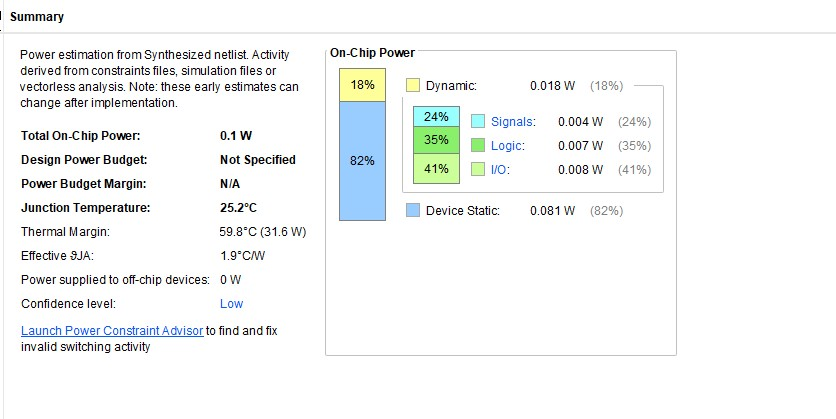 Summary
Power estimation from Synthesized netlist. Activity
derived from constraints files, simulation files or
vectorless analysis. Note: these early estimates can
change after implementation.
Total On-Chip Power: 0.1 W
Design Power Budget: Not Specified
Power Budget Margin: N/A
Junction Temperature: 25.2°C
Thermal Margin: 59.8°C (31.6 W)
Effective ϑJA: 1.9°C/W
Power supplied to off-chip devices: 0 W
Confidence level: Low
Launch Power Constraint Advisor to find and fix
invalid switching activity
On-Chip Power
18%
82%
Dynamic: 0.018 W (18%)
24% Signals: 0.004 W (24%)
35% Logic: 0.007 W (35%)
41% I/O: 0.008 W (41%)
Device Static: 0.081 W (82%)